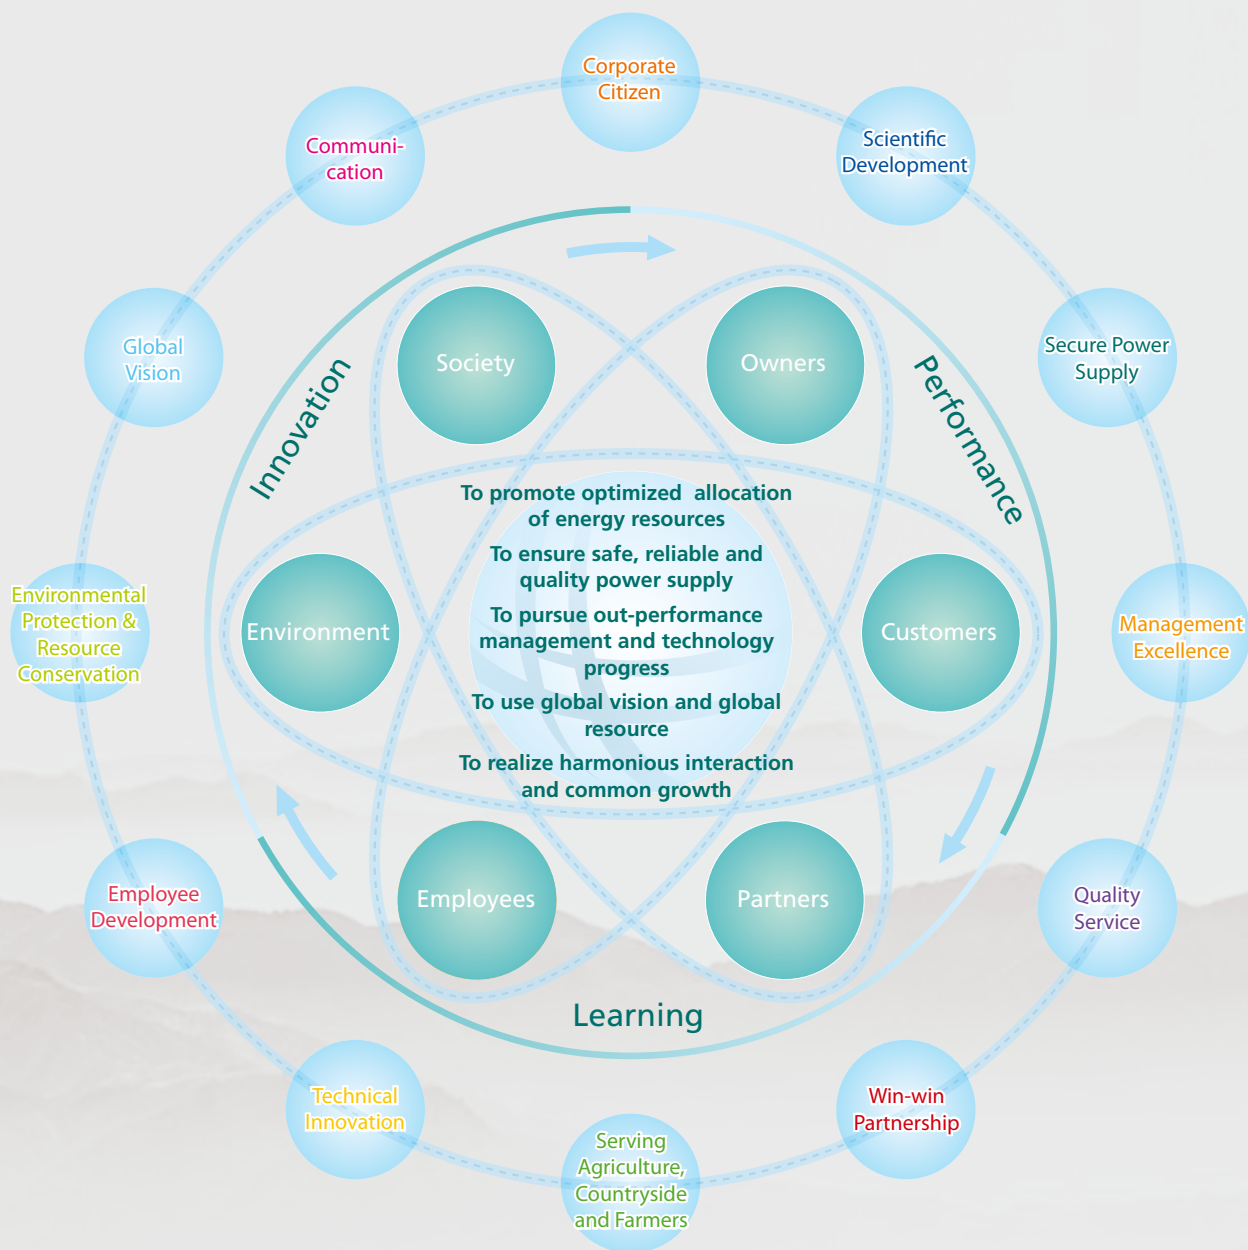 Corporate
Citizen
Communi-
cation
Scientific
Development
Global
Vision
Secure Power
Supply
Innovation
Performance
Society
Owners
To promote optimized allocation
of energy resources
To ensure safe, reliable and
quality power supply
To pursue out-performance
management and technology
progress
To use global vision and global
resource
To realize harmonious interaction
and common growth
Environment
Customers
Environmental
Protection &
Resource
Conservation
Management
Excellence
Employees
Partners
Employee
Development
Quality
Service
Learning
Technical
Innovation
Win-win
Partnership
Serving
Agriculture,
Countryside
and Farmers